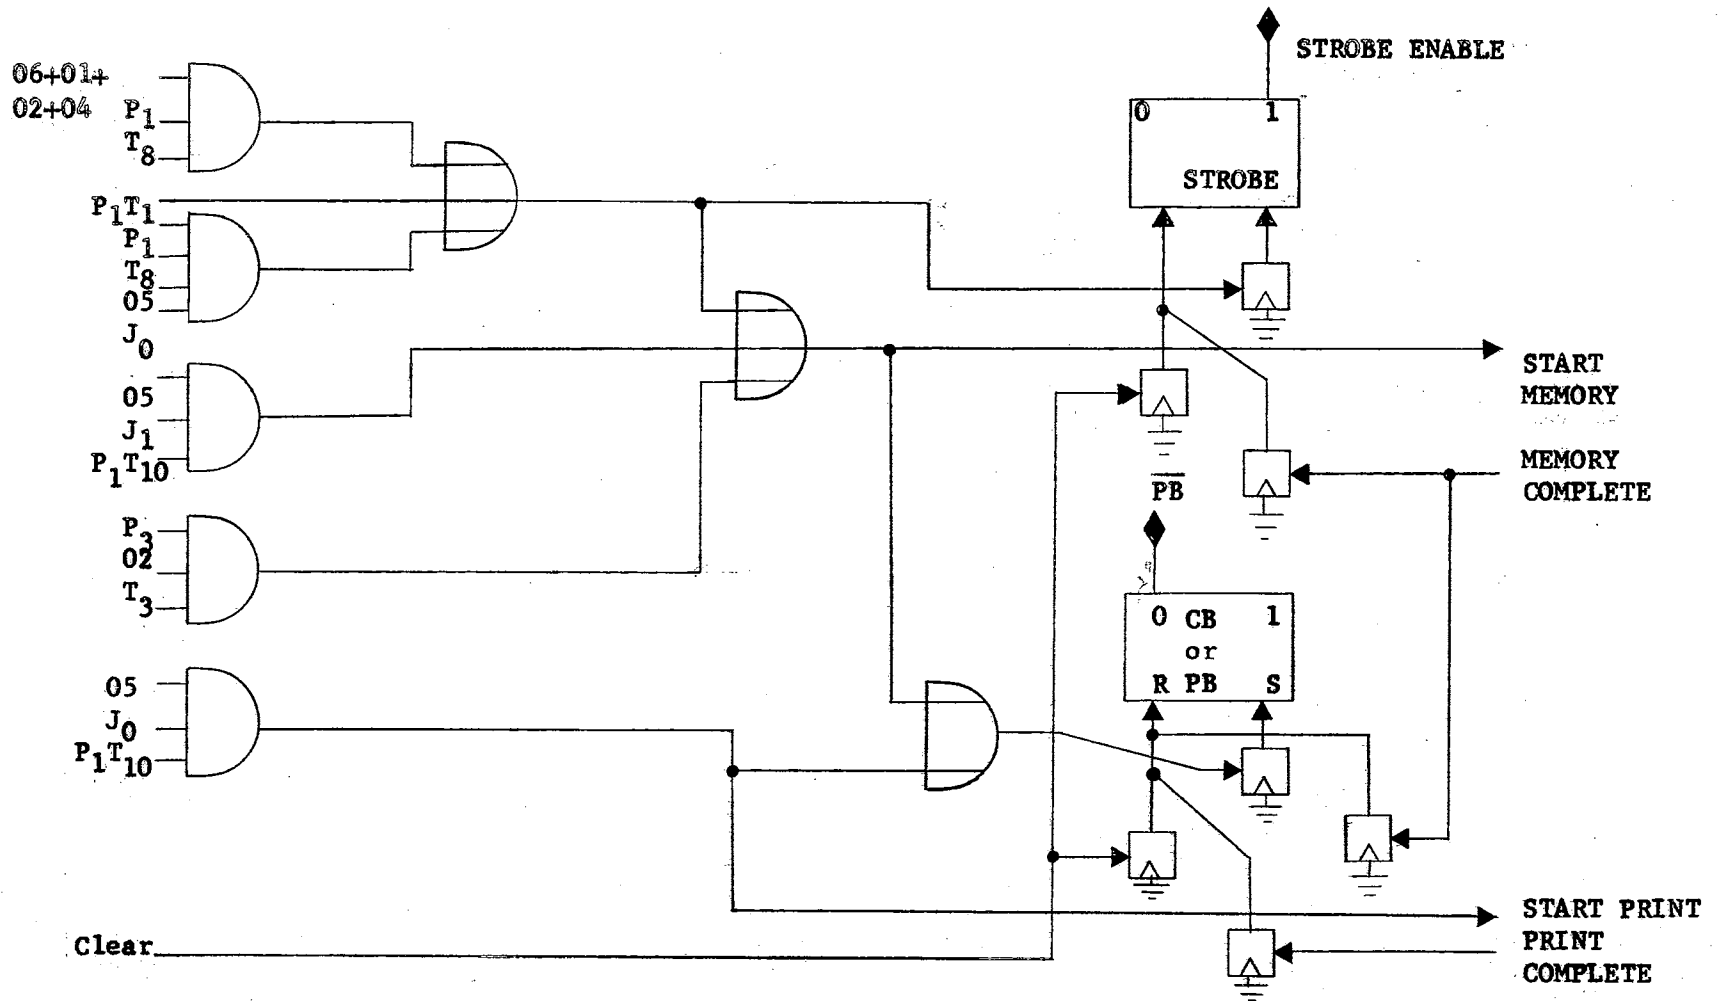 06+01+
02+04
P1
T8
P1T1
P1
T8
05
J0
05
J1
P1T10
P3
02
T3
05
J0
P1T10
Clear
STROBE ENABLE
0 1
STROBE
START
MEMORY
MEMORY
COMPLETE
PB
0 CB 1
or
R PB S
START PRINT
PRINT
COMPLETE